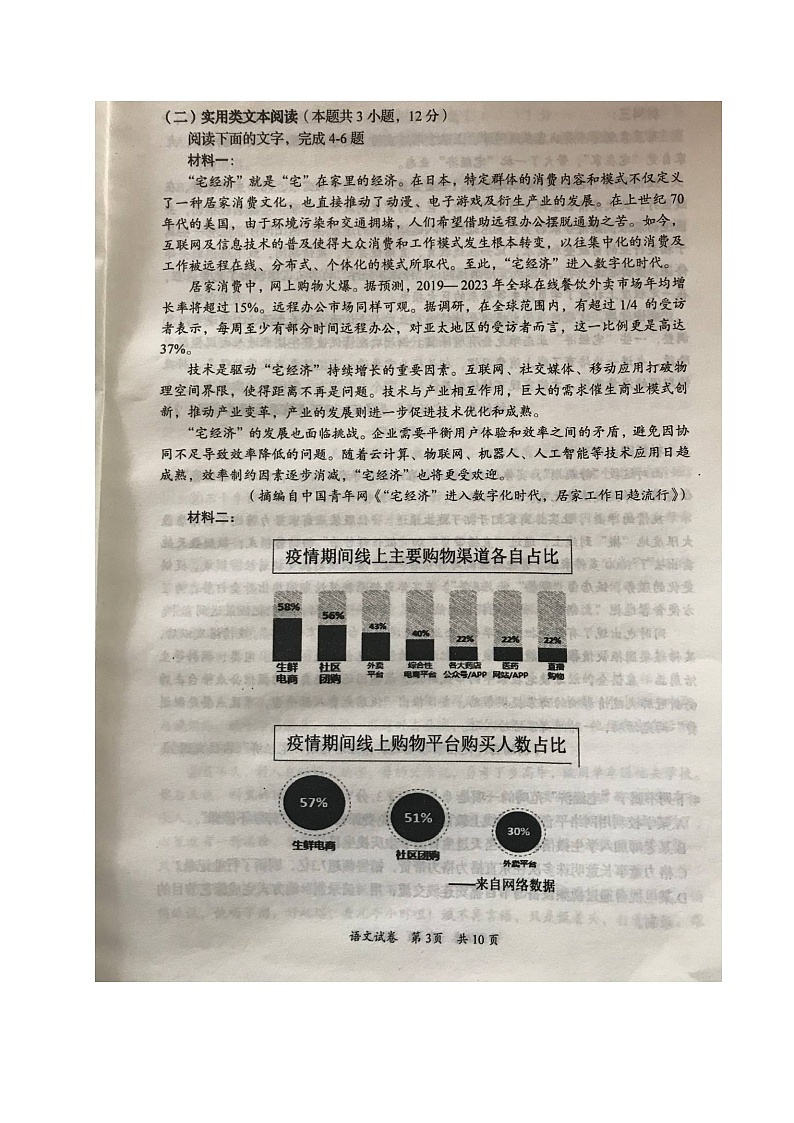 (二)实用类文本阅读(本题共3小题，12分)
阅读下面的文字，完成4-6题
材料一：
“宅经济”就是“宅”在家里的经济。在日本，特定群体的消费内容和模式不仅定义
了一种居家消费文化，也直接推动了动漫、电子游戏及衍生产业的发展。在上世纪70
年代的美国，由于环境污染和交通拥堵，人们希望借助远程办公摆脱通勤之苦。如今，
互联网及信息技术的普及使得大众消费和工作模式发生根本转变，以往集中化的消费及
工作被远程在线、分布式、个体化的模式所取代。至此，“宅经济”进入数字化时代。
居家消费中，网上购物火爆。据预测，2019—2023年全球在线餐饮外卖市场年均增
长率将超过15%。远程办公市场同样可观。据调研，在全球范围内，有超过1/4 的受访
者表示，每周至少有部分时间远程办公，对亚太地区的受访者而言，这一比例更是高达
37%。
技术是驱动“宅经济”持续增长的重要因素。互联网、社交媒体、移动应用打破物
理空间界限，使得距离不再是问题。技术与产业相互作用，巨大的需求催生商业模式创
新，推动产业变革，产业的发展则进一步促进技术优化和成熟。
“宅经济”的发展也面临挑战。企业需要平衡用户体验和效率之间的矛盾，避免因协
同不足导致效率降低的问题。随着云计算、物联网、机器人、人工智能等技术应用日趋
成熟，效率制约因素逐步消减，“宅经济”也将更受欢迎。
(摘编自中国青年网《“宅经济”进入数字化时代，居家工作日趋流行》)
材料二：
疫情期间线上主要购物渠道各自占比
58% 56% 43% 40% 22% 22% 22%
生鲜 社区 外卖 综合性 各大药店 医药 直播
电商 团购 平台 电商平台 公众号/APP 网站/APP 购物
疫情期间线上购物平台购买人数占比
57% 51% 30%
生鲜电商 社区团购 外卖平台
——来自网络数据
语文试卷 第3页 共10页